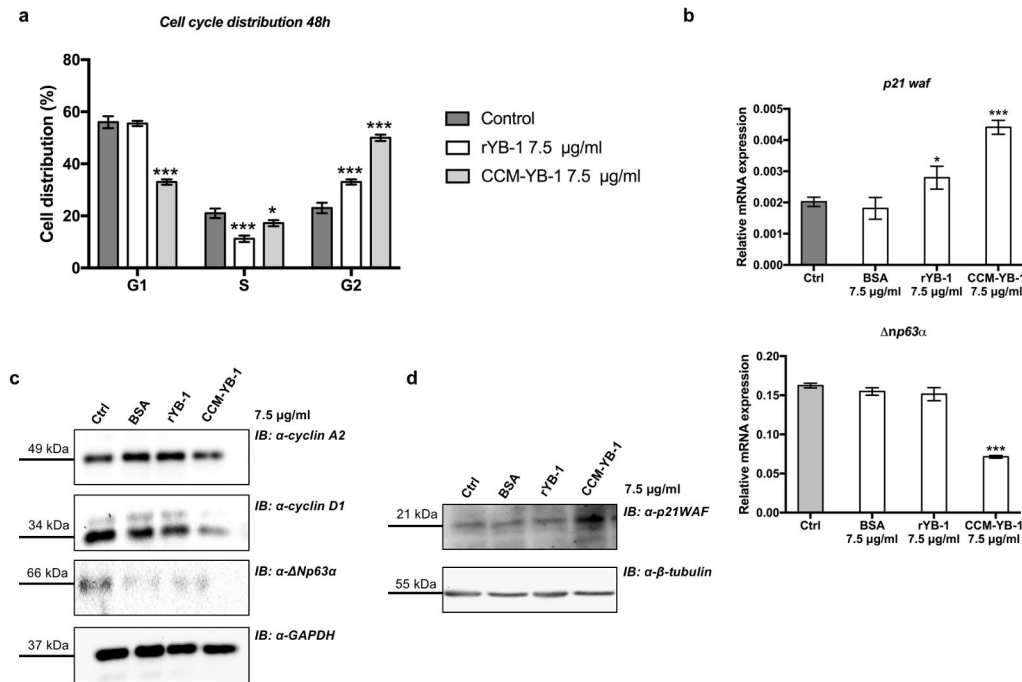 a
Cell cycle distribution 48h
Cell distribution (%)
80
60
40
20
0
***
***
*
***
***
G1
S
G2
Control
rYB-1 7.5 µg/ml
CCM-YB-1 7.5 µg/ml
b
p21 waf
Relative mRNA expression
0.005
0.004
0.003
0.002
0.001
0.000
*
***
Ctrl
BSA
7.5 µg/ml
rYB-1
7.5 µg/ml
CCM-YB-1
7.5 µg/ml
Δnp63α
Relative mRNA expression
0.20
0.15
0.10
0.05
0.00
***
Ctrl
BSA
7.5 µg/ml
rYB-1
7.5 µg/ml
CCM-YB-1
7.5 µg/ml
c
Ctrl
BSA
rYB-1
CCM-YB-1
7.5 µg/ml
49 kDa
IB: α-cyclin A2
34 kDa
IB: α-cyclin D1
66 kDa
IB: α-ΔNp63α
37 kDa
IB: α-GAPDH
d
Ctrl
BSA
rYB-1
CCM-YB-1
7.5 µg/ml
21 kDa
IB: α-p21WAF
55 kDa
IB: α-β-tubulin